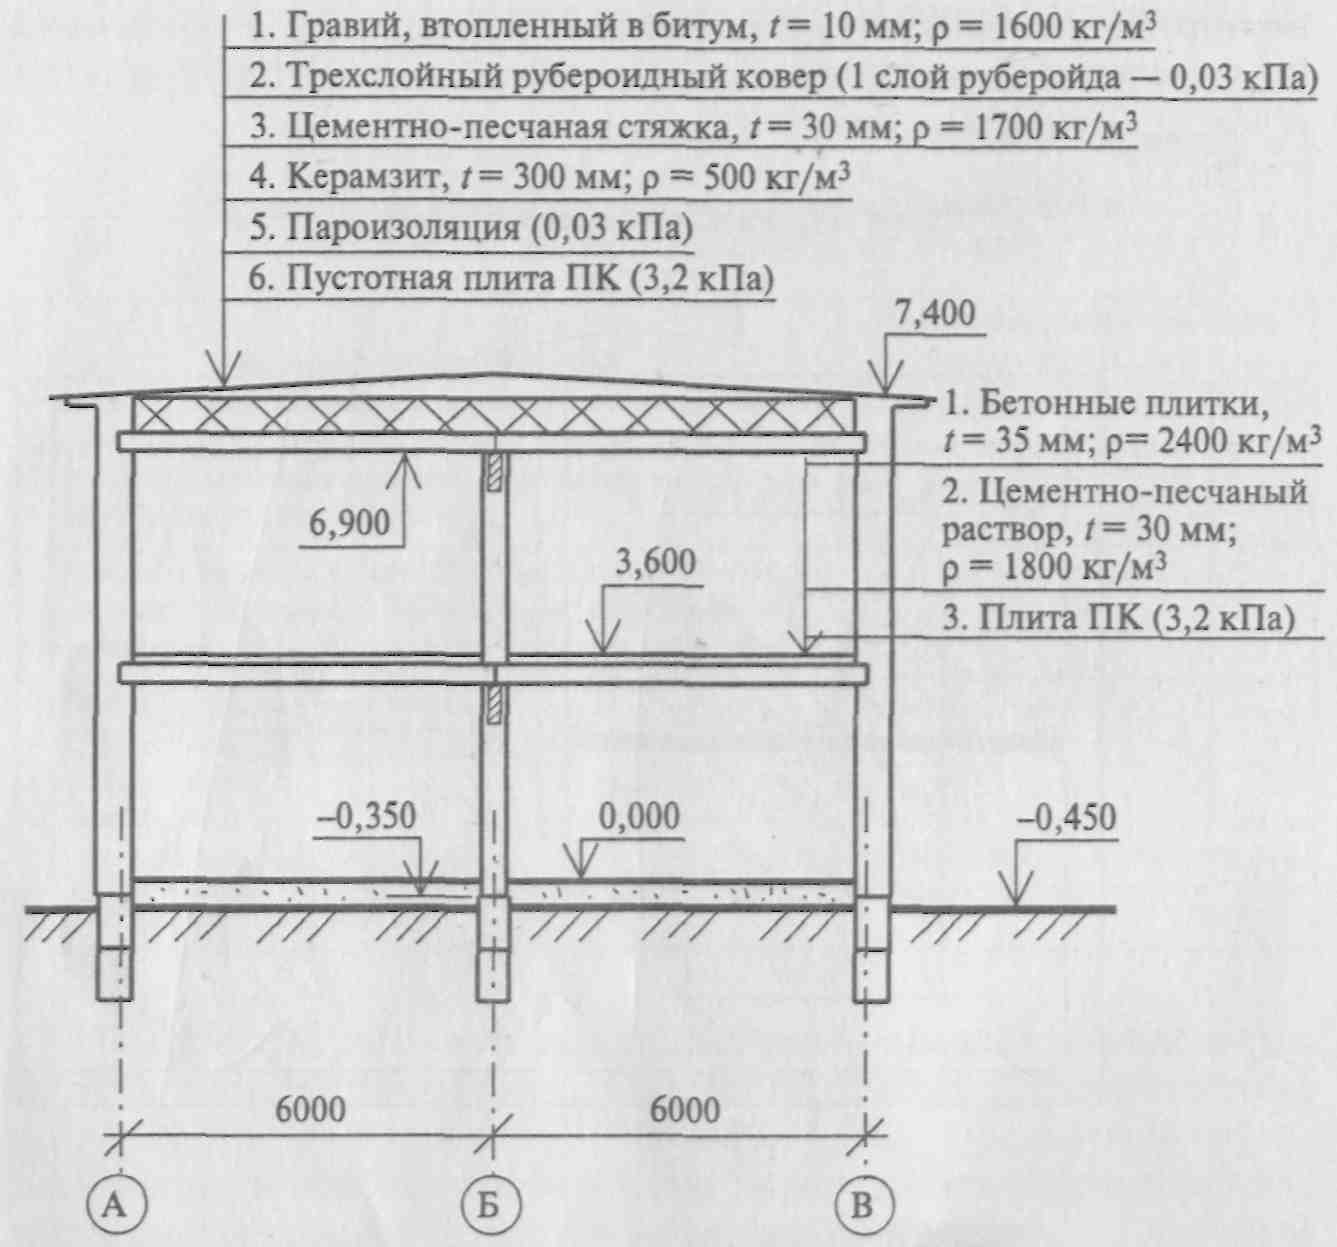 1. Гравий, втопленный в битум, t = 10 мм; ρ = 1600 кг/м³
2. Трехслойный рубероидный ковер (1 слой руберойда — 0,03 кПа)
3. Цементно-песчаная стяжка, t = 30 мм; ρ = 1700 кг/м³
4. Керамзит, t = 300 мм; ρ = 500 кг/м³
5. Пароизоляция (0,03 кПа)
6. Пустотная плита ПК (3,2 кПа)
7,400
1. Бетонные плитки,
t = 35 мм; ρ= 2400 кг/м³
2. Цементно-песчаный
раствор, t = 30 мм;
ρ = 1800 кг/м³
3. Плита ПК (3,2 кПа)
6,900
3,600
–0,350
0,000
–0,450
6000
6000
А
Б
В